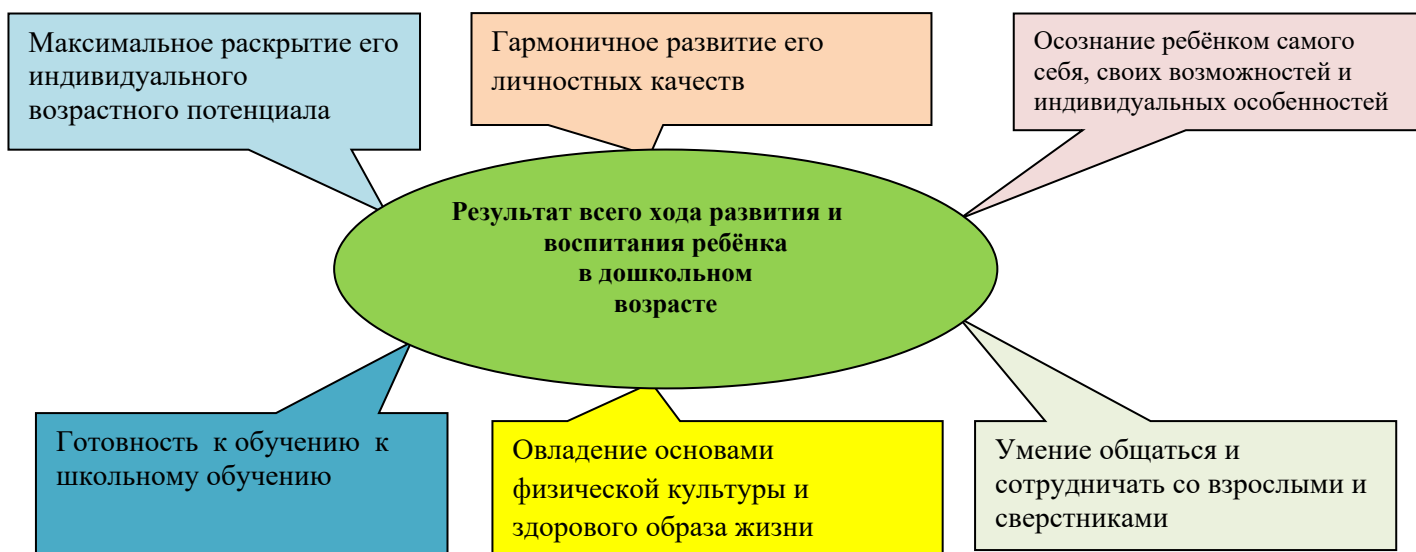 Максимальное раскрытие его
индивидуального
возрастного потенциала
Гармоничное развитие его
личностных качеств
Осознание ребёнком самого
себя, своих возможностей и
индивидуальных особенностей
Результат всего хода развития и
воспитания ребёнка
в дошкольном
возрасте
Готовность к обучению к
школьному обучению
Овладение основами
физической культуры и
здорового образа жизни
Умение общаться и
сотрудничать со взрослыми и
сверстниками